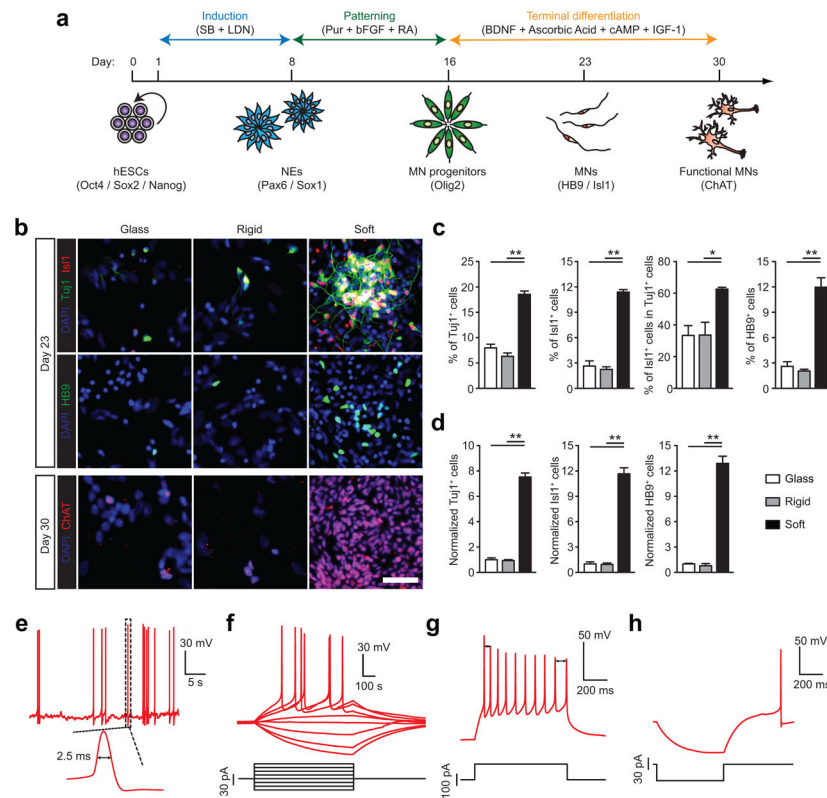 a
Induction
(SB + LDN)
Patterning
(Pur + bFGF + RA)
Terminal differentiation
(BDNF + Ascorbic Acid + cAMP + IGF-1)
Day: 0 1 8 16 23 30
hESCs
(Oct4 / Sox2 / Nanog)
NEs
(Pax6 / Sox1)
MN progenitors
(Olig2)
MNs
(HB9 / Isl1)
Functional MNs
(ChAT)
b
Glass Rigid Soft
Day 23
DAPI Tuj1 Isl1
DAPI HB9
Day 30
DAPI ChAT
c
% of Tuj1+ cells
25
20
15
10
5
0
**
% of Isl1+ cells
15
12
9
6
3
0
**
% of Isl1+ cells in Tuj1+ cells
100
80
60
40
20
0
*
% of HB9+ cells
15
12
9
6
3
0
**
d
Normalized Tuj1+ cells
10
8
6
4
2
0
**
Normalized Isl1+ cells
15
12
9
6
3
0
**
Normalized HB9+ cells
15
12
9
6
3
0
**
Glass
Rigid
Soft
e
30 mV
5 s
2.5 ms
f
30 mV
100 s
30 pA
g
50 mV
200 ms
100 pA
h
50 mV
200 ms
30 pA